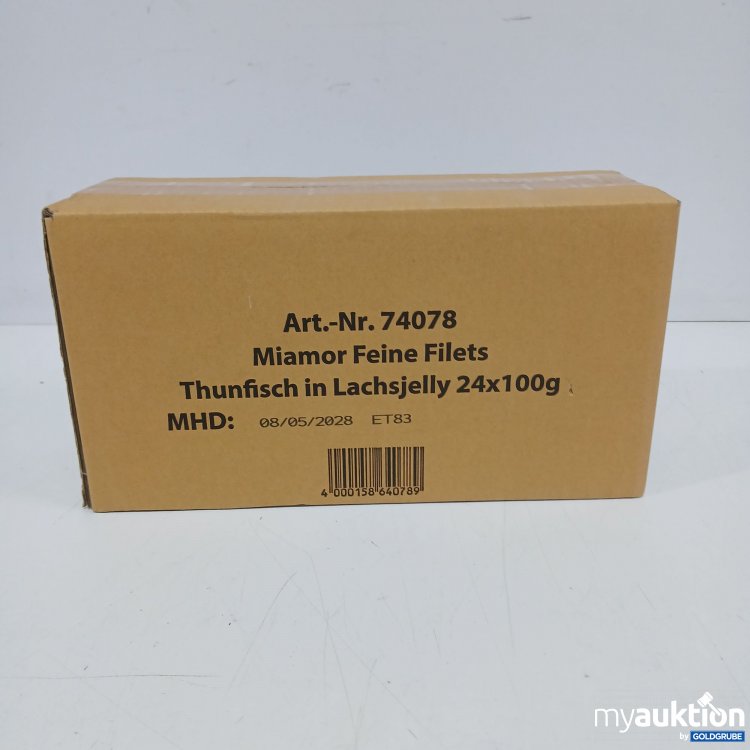 Art.-Nr. 74078
Miamor Feine Filets
Thunfisch in Lachsjelly 24x100g
MHD: 08/05/2028 ET83
4 000158 640789
myauktion
by GOLDGRUBE